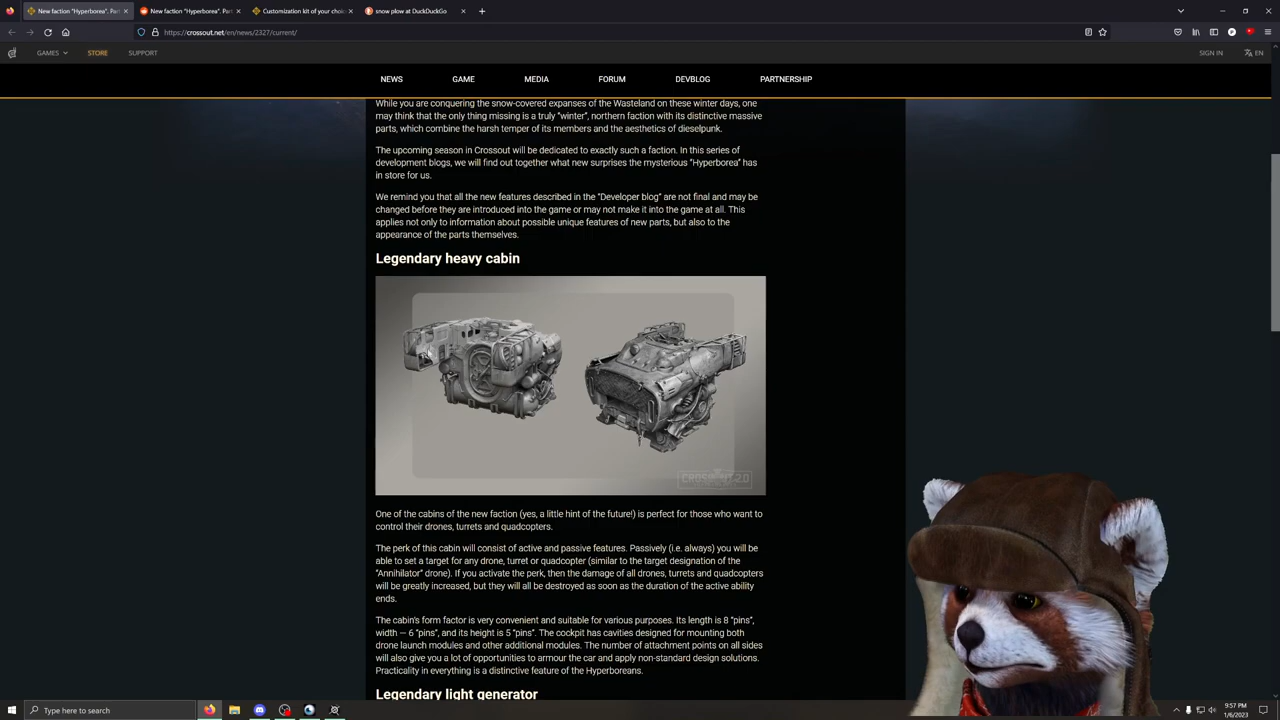 New faction "Hyperborea". Part
New faction "Hyperborea". Part
Customization kit of your choice
snow plow at DuckDuckGo
https://crossout.net/en/news/2327/current/
GAMES
STORE
SUPPORT
SIGN IN
EN
NEWS
GAME
MEDIA
FORUM
DEVBLOG
PARTNERSHIP
While you are conquering the snow-covered expanses of the Wasteland on these winter days, one
may think that the only thing missing is a truly “winter”, northern faction with its distinctive massive
parts, which combine the harsh temper of its members and the aesthetics of dieselpunk.
The upcoming season in Crossout will be dedicated to exactly such a faction. In this series of
development blogs, we will find out together what new surprises the mysterious “Hyperborea” has
in store for us.
We remind you that all the new features described in the “Developer blog” are not final and may be
changed before they are introduced into the game or may not make it into the game at all. This
applies not only to information about possible unique features of new parts, but also to the
appearance of the parts themselves.
Legendary heavy cabin
CROSSOUT 2.0
One of the cabins of the new faction (yes, a little hint of the future!) is perfect for those who want to
control their drones, turrets and quadcopters.
The perk of this cabin will consist of active and passive features. Passively (i.e. always) you will be
able to set a target for any drone, turret or quadcopter (similar to the target designation of the
“Annihilator” drone). If you activate the perk, then the damage of all drones, turrets and quadcopters
will be greatly increased, but they will all be destroyed as soon as the duration of the active ability
ends.
The cabin’s form factor is very convenient and suitable for various purposes. Its length is 8 “pins”,
width — 6 “pins”, and its height is 5 “pins”. The cockpit has cavities designed for mounting both
drone launch modules and other additional modules. The number of attachment points on all sides
will also give you a lot of opportunities to armour the car and apply non-standard design solutions.
Practicality in everything is a distinctive feature of the Hyperboreans.
Legendary light generator
Type here to search
9:57 PM
1/6/2023